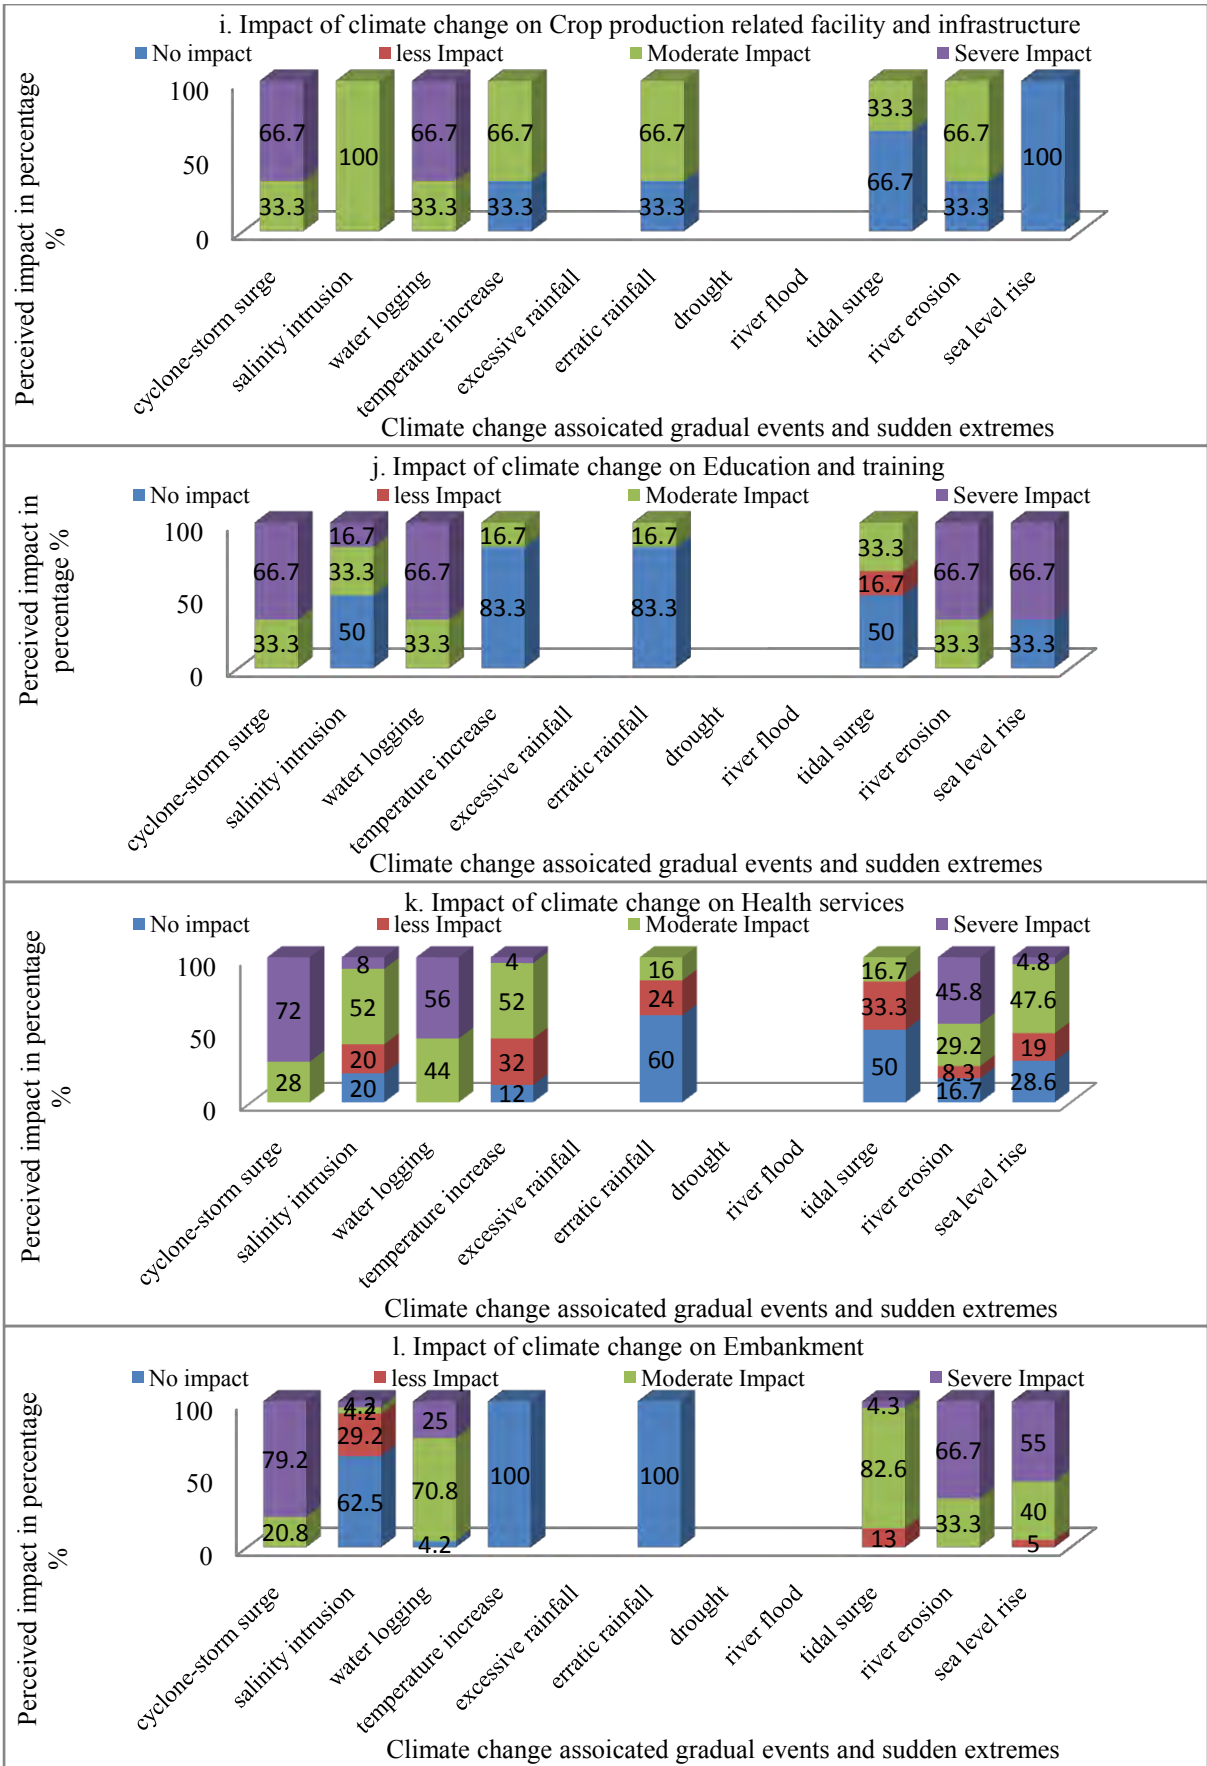 i. Impact of climate change on Crop production related facility and infrastructure
No impact less Impact Moderate Impact Severe Impact
Perceived impact in percentage
%
100
50
0
33.3 66.7
100
33.3 66.7
33.3 66.7
33.3 66.7
66.7 33.3
33.3 66.7
100
cyclone-storm surge
salinity intrusion
water logging
temperature increase
excessive rainfall
erratic rainfall
drought
river flood
tidal surge
river erosion
sea level rise
Climate change assoicated gradual events and sudden extremes
j. Impact of climate change on Education and training
No impact less Impact Moderate Impact Severe Impact
Perceived impact in
percentage %
100
50
0
33.3 66.7
50 33.3 16.7
33.3 66.7
83.3 16.7
83.3 16.7
50 16.7 33.3
33.3 66.7
33.3 66.7
cyclone-storm surge
salinity intrusion
water logging
temperature increase
excessive rainfall
erratic rainfall
drought
river flood
tidal surge
river erosion
sea level rise
Climate change assoicated gradual events and sudden extremes
k. Impact of climate change on Health services
No impact less Impact Moderate Impact Severe Impact
Perceived impact in percentage
%
100
50
0
28 72
20 20 52 8
44 56
12 32 52 4
60 24 16
50 33.3 16.7
16.7 8.3 29.2 45.8
28.6 19 47.6 4.8
cyclone-storm surge
salinity intrusion
water logging
temperature increase
excessive rainfall
erratic rainfall
drought
river flood
tidal surge
river erosion
sea level rise
Climate change assoicated gradual events and sudden extremes
l. Impact of climate change on Embankment
No impact less Impact Moderate Impact Severe Impact
Perceived impact in percentage
%
100
50
0
20.8 79.2
62.5 29.2 4.2 4.2
4.2 70.8 25
100
100
13 82.6 4.3
33.3 66.7
5 40 55
cyclone-storm surge
salinity intrusion
water logging
temperature increase
excessive rainfall
erratic rainfall
drought
river flood
tidal surge
river erosion
sea level rise
Climate change assoicated gradual events and sudden extremes